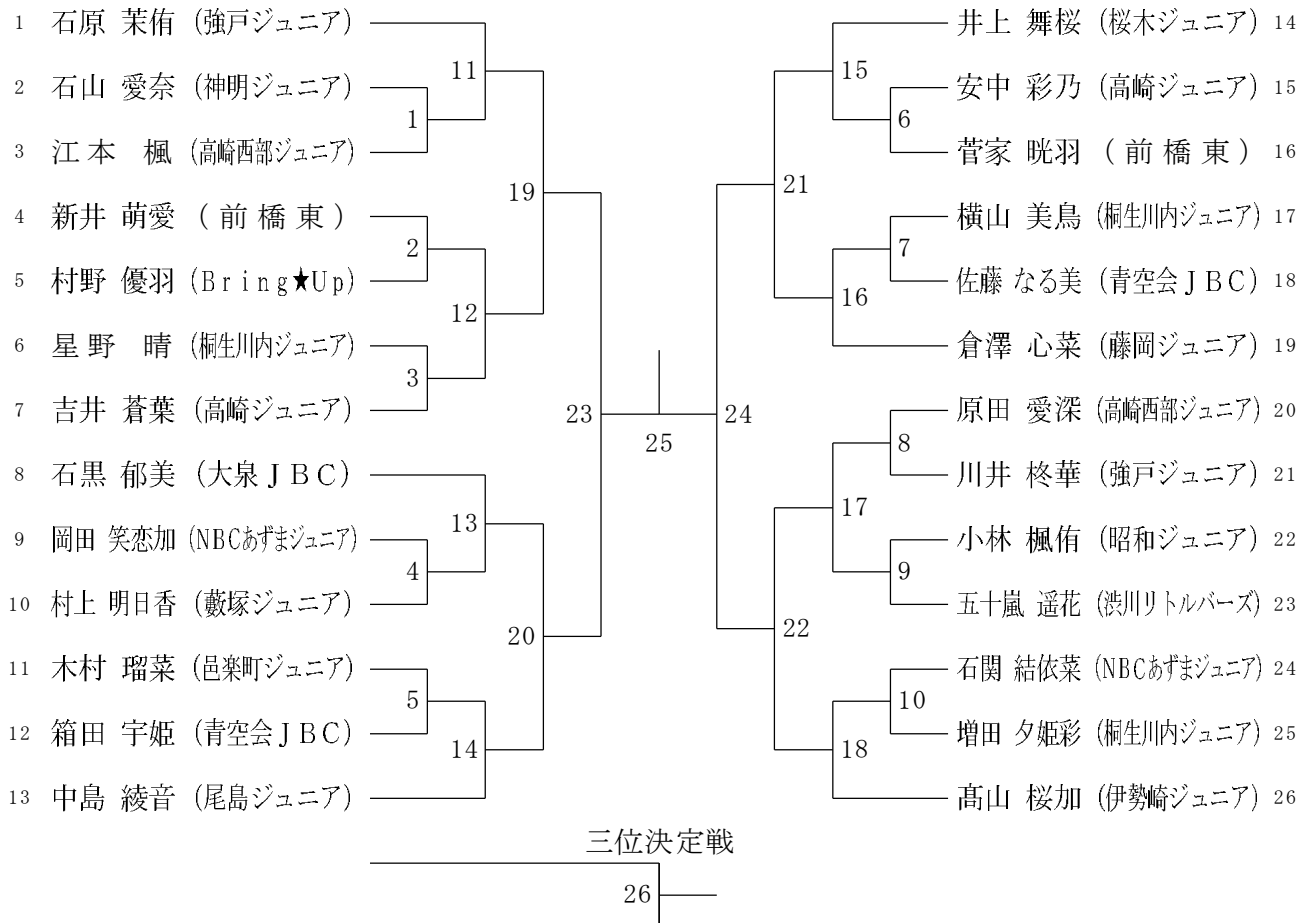 1 石原 茉侑 (強戸ジュニア)
2 石山 愛奈 (神明ジュニア)
3 江本 楓 (高崎西部ジュニア)
4 新井 萌愛 (前橋東)
5 村野 優羽 (Bring★Up)
6 星野 晴 (桐生川内ジュニア)
7 吉井 蒼葉 (高崎ジュニア)
8 石黒 郁美 (大泉JBC)
9 岡田 笑恋加 (NBCあずまジュニア)
10 村上 明日香 (藪塚ジュニア)
11 木村 瑠菜 (邑楽町ジュニア)
12 箱田 宇姫 (青空会JBC)
13 中島 綾音 (尾島ジュニア)
11
1
19
2
12
3
23
13
4
20
5
14
25
井上 舞桜 (桜木ジュニア) 14
安中 彩乃 (高崎ジュニア) 15
菅家 晄羽 (前橋東) 16
横山 美鳥 (桐生川内ジュニア) 17
佐藤 なる美 (青空会JBC) 18
倉澤 心菜 (藤岡ジュニア) 19
原田 愛深 (高崎西部ジュニア) 20
川井 柊華 (強戸ジュニア) 21
小林 楓侑 (昭和ジュニア) 22
五十嵐 遥花 (渋川リトルバーズ) 23
石関 結依菜 (NBCあずまジュニア) 24
増田 夕姫彩 (桐生川内ジュニア) 25
髙山 桜加 (伊勢崎ジュニア) 26
15
6
21
7
16
24
8
17
9
22
10
18
三位決定戦
26